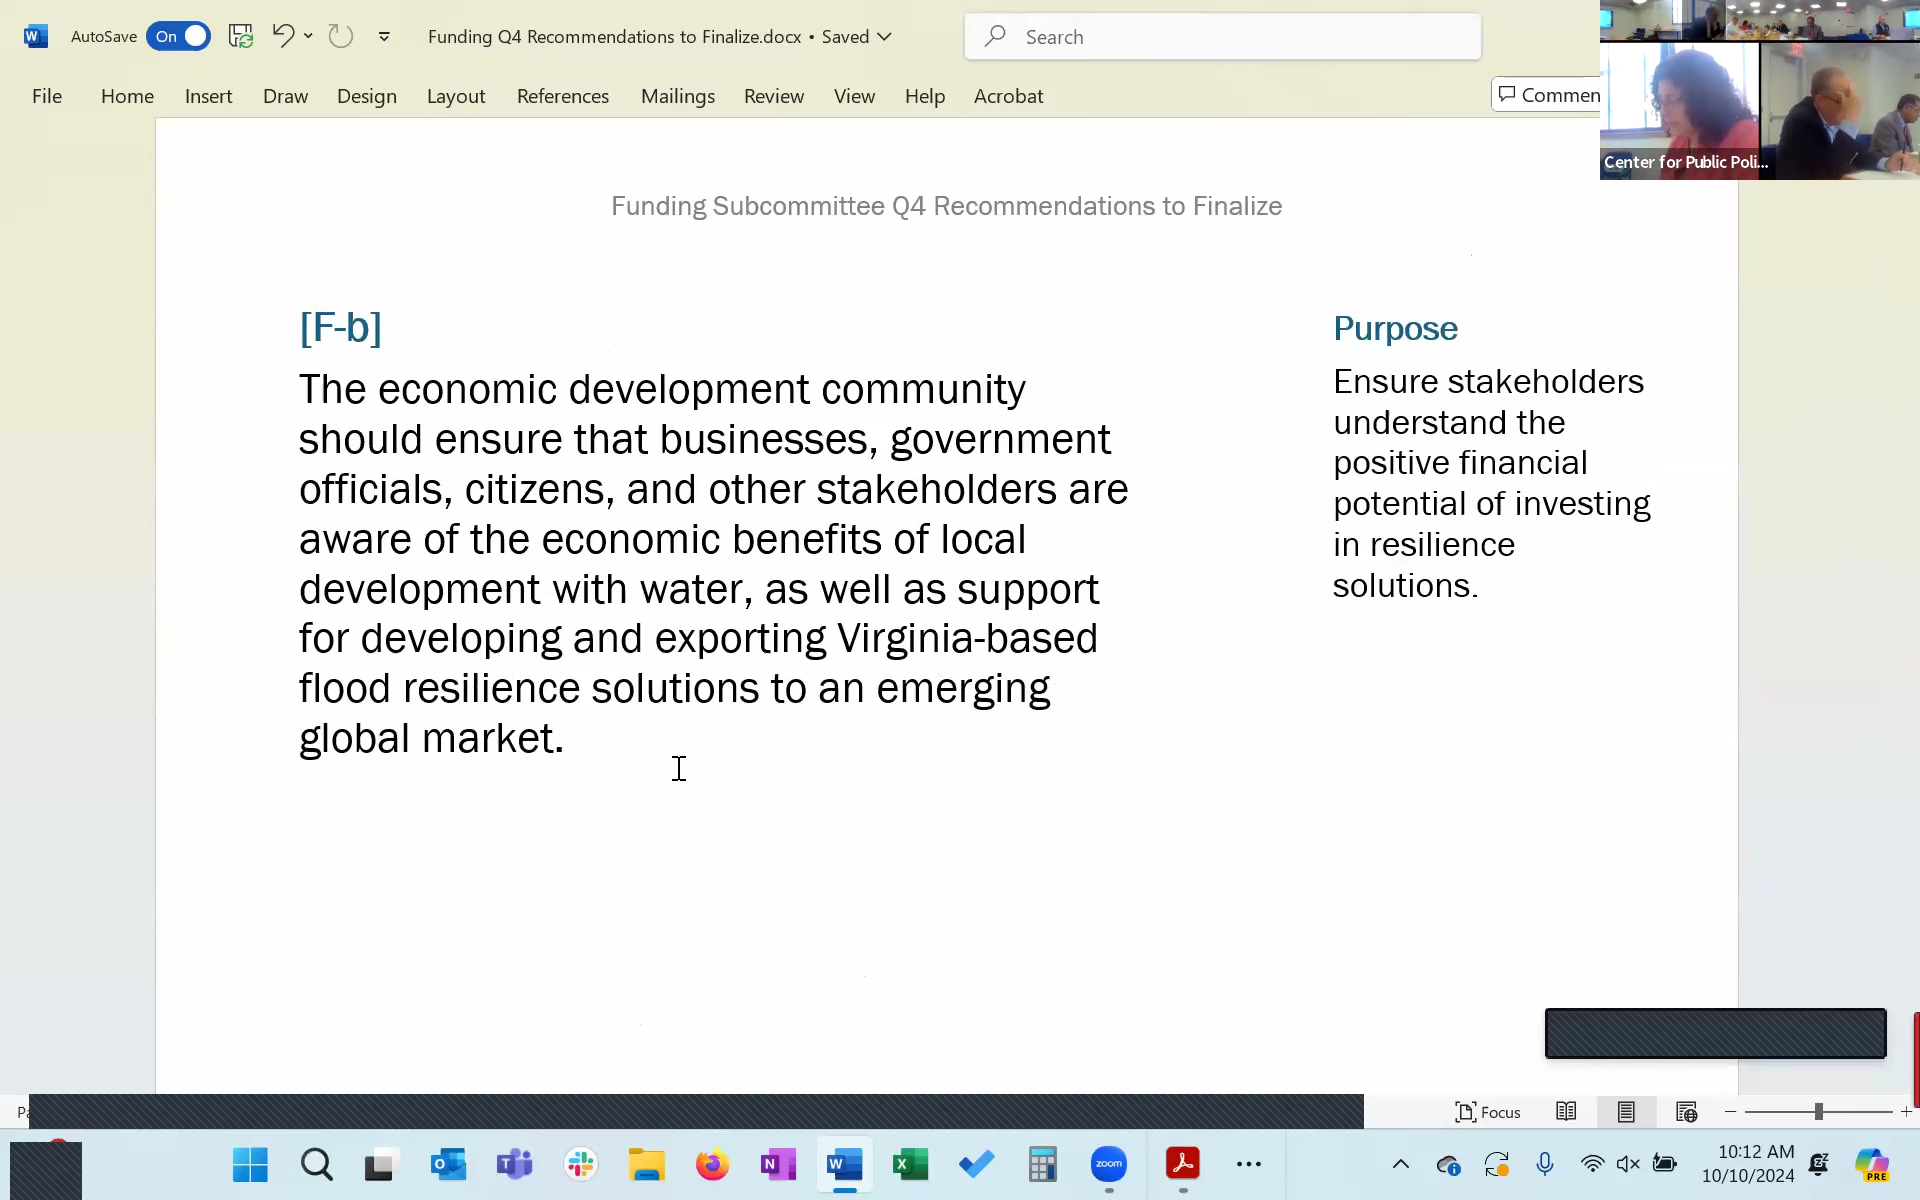 AutoSave On Funding Q4 Recommendations to Finalize.docx • Saved Search
File Home Insert Draw Design Layout References Mailings Review View Help Acrobat Commen
Center for Public Poli...
Funding Subcommittee Q4 Recommendations to Finalize
[F-b]
The economic development community
should ensure that businesses, government
officials, citizens, and other stakeholders are
aware of the economic benefits of local
development with water, as well as support
for developing and exporting Virginia-based
flood resilience solutions to an emerging
global market.
Purpose
Ensure stakeholders
understand the
positive financial
potential of investing
in resilience
solutions.
Focus
zoom
10:12 AM
10/10/2024
PRE